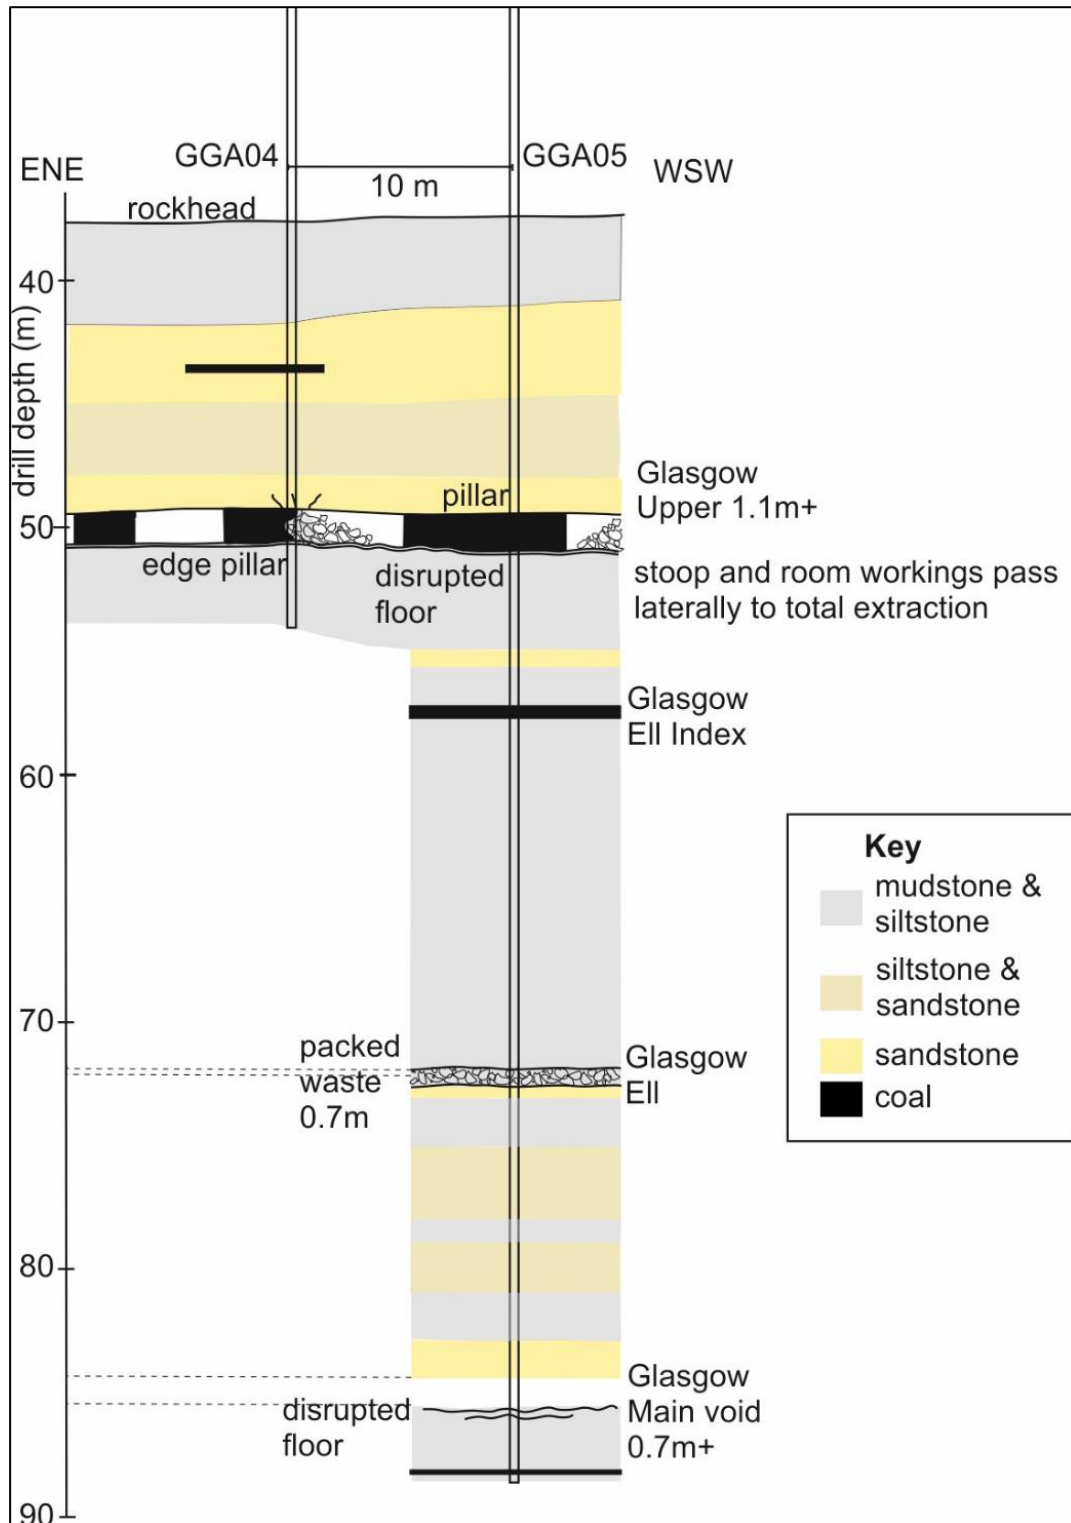 GGA04
GGA05
ENE
WSW
10 m
rockhead
40
drill depth (m)
Glasgow
Upper 1.1m+
pillar
50
edge pillar
disrupted
floor
stoop and room workings pass
laterally to total extraction
Glasgow
Ell Index
60
Key
mudstone &
siltstone
siltstone &
sandstone
sandstone
coal
70
packed
waste
0.7m
Glasgow
Ell
80
Glasgow
Main void
0.7m+
disrupted
floor
90